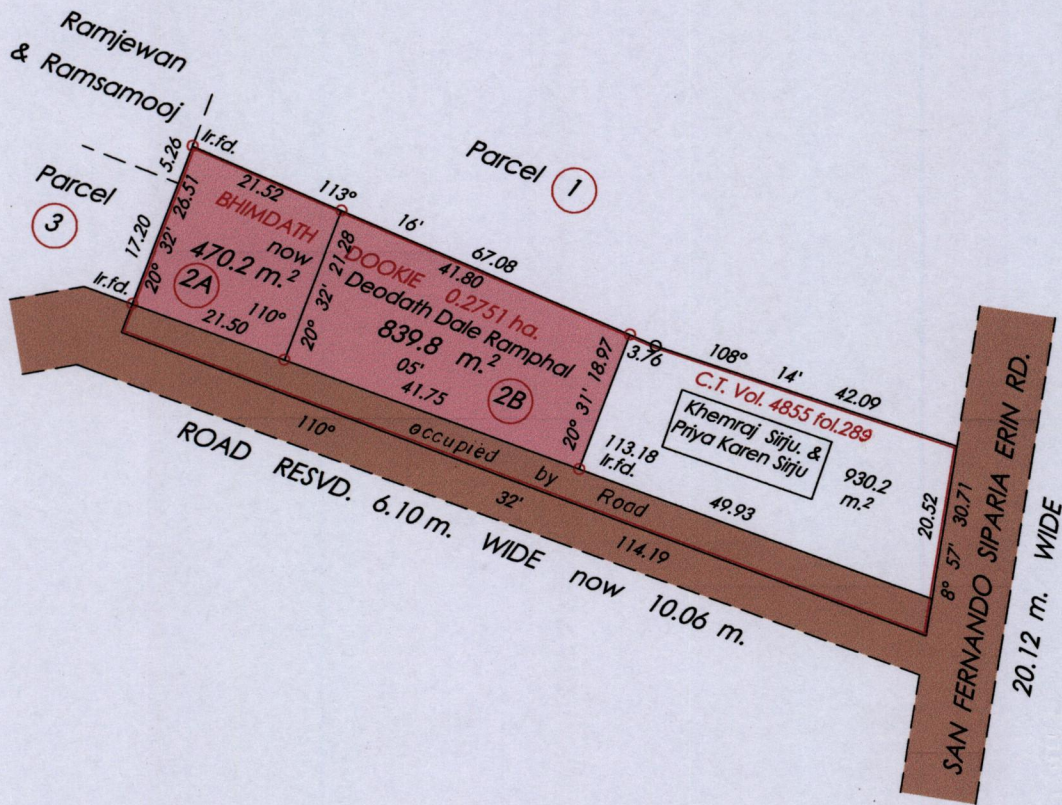 Ramjewan
& Ramsamooj
Parcel 1
Parcel
3
5.26
Ir.fd.
17.20
20° 32' 26.51
Ir.fd.
21.52
113°
16'
67.08
41.80
BHIMDATH
DOOKIE
0.2751 ha.
now
470.2 m.²
2A
21.50
110°
20° 32' 21.28
Deodath Dale Ramphal
839.8 m.²
2B
05'
41.75
20° 31' 18.97
3.76
108°
14'
42.09
C.T. Vol. 4855 fol.289
Khemraj Sirju. &
Priya Karen Sirju
930.2
m.²
113.18
Ir.fd.
49.93
20.52
8° 57' 30.71
occupied by Road
110°
32'
114.19
ROAD RESVD. 6.10 m. WIDE now 10.06 m.
SAN FERNANDO SIPARIA ERIN RD.
20.12 m. WIDE